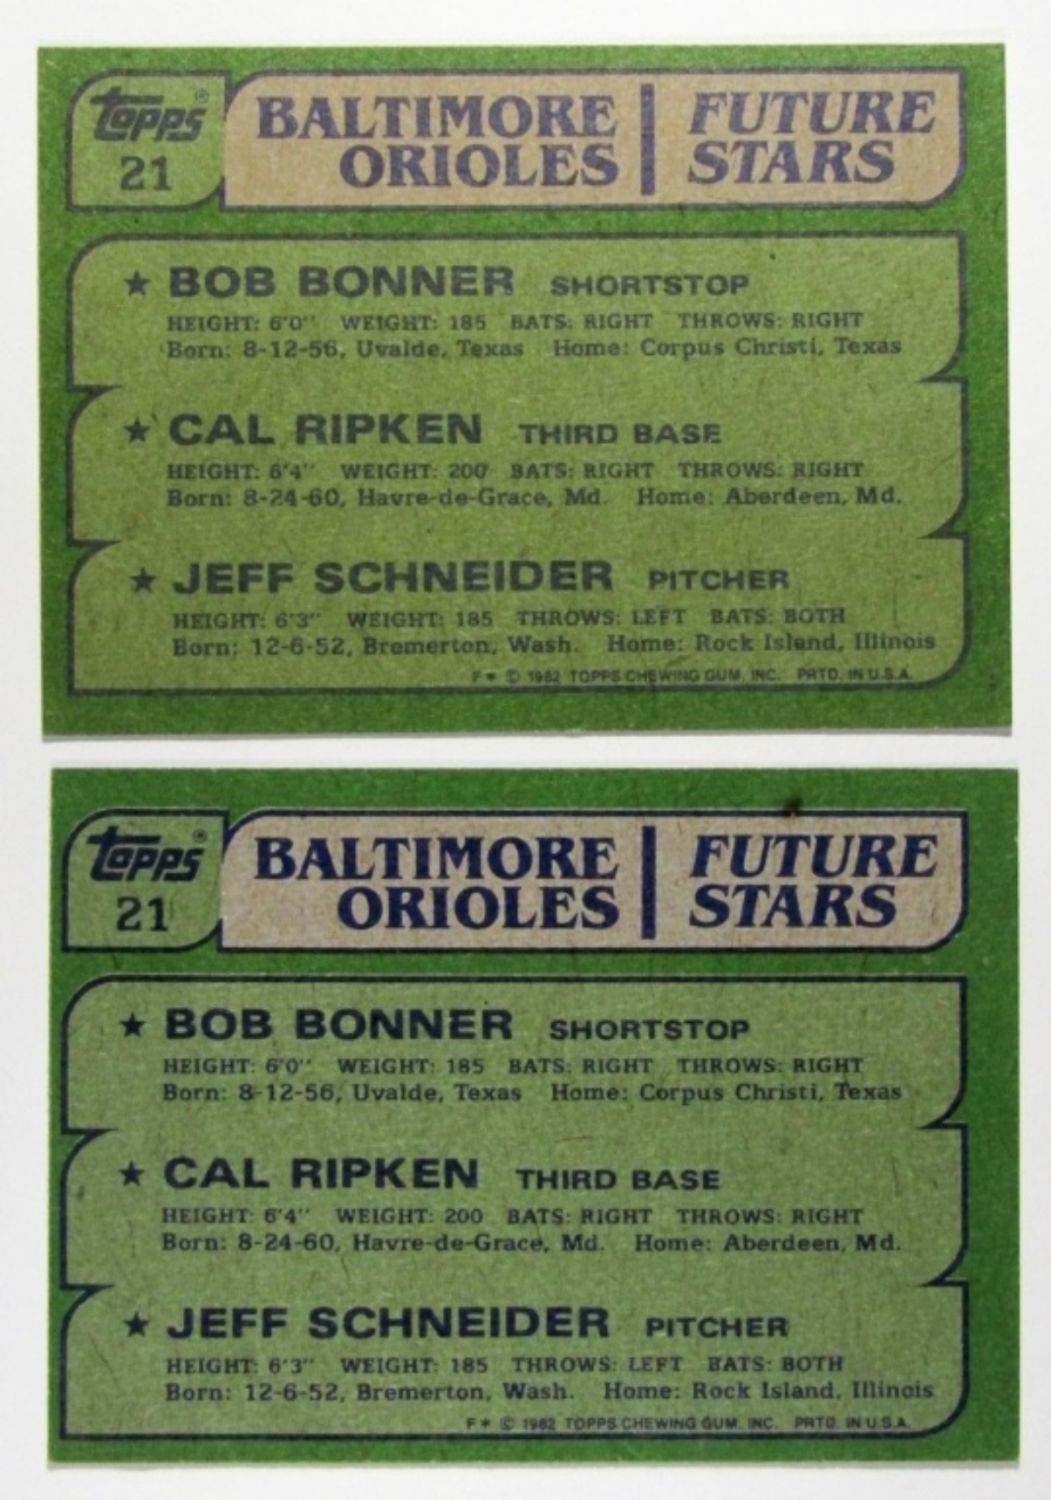 Topps®
21
BALTIMORE ORIOLES | FUTURE STARS
★ BOB BONNER SHORTSTOP
HEIGHT: 6'0" WEIGHT: 185 BATS: RIGHT THROWS: RIGHT
Born: 8-12-56, Uvalde, Texas Home: Corpus Christi, Texas
★ CAL RIPKEN THIRD BASE
HEIGHT: 6'4" WEIGHT: 200 BATS: RIGHT THROWS: RIGHT
Born: 8-24-60, Havre-de-Grace, Md. Home: Aberdeen, Md.
★ JEFF SCHNEIDER PITCHER
HEIGHT: 6'3" WEIGHT: 185 THROWS: LEFT BATS: BOTH
Born: 12-6-52, Bremerton, Wash. Home: Rock Island, Illinois
F* © 1982 TOPPS CHEWING GUM, INC. PRTD. IN U.S.A.
Topps®
21
BALTIMORE ORIOLES | FUTURE STARS
★ BOB BONNER SHORTSTOP
HEIGHT: 6'0" WEIGHT: 185 BATS: RIGHT THROWS: RIGHT
Born: 8-12-56, Uvalde, Texas Home: Corpus Christi, Texas
★ CAL RIPKEN THIRD BASE
HEIGHT: 6'4" WEIGHT: 200 BATS: RIGHT THROWS: RIGHT
Born: 8-24-60, Havre-de-Grace, Md. Home: Aberdeen, Md.
★ JEFF SCHNEIDER PITCHER
HEIGHT: 6'3" WEIGHT: 185 THROWS: LEFT BATS: BOTH
Born: 12-6-52, Bremerton, Wash. Home: Rock Island, Illinois
F* © 1982 TOPPS CHEWING GUM, INC. PRTD. IN U.S.A.